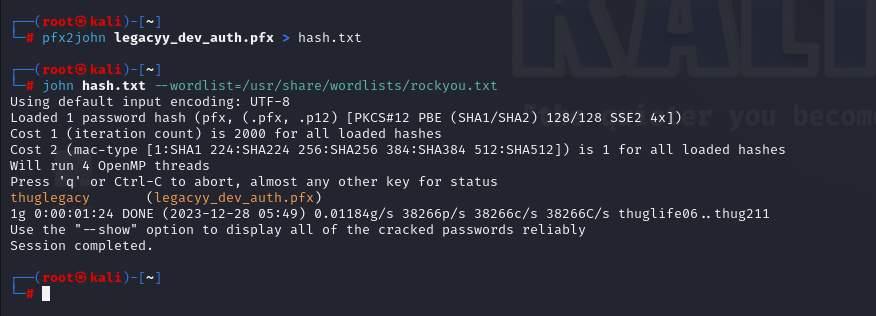 ┌──(root㉿kali)-[~]
└─# pfx2john legacyy_dev_auth.pfx > hash.txt
┌──(root㉿kali)-[~]
└─# john hash.txt --wordlist=/usr/share/wordlists/rockyou.txt
Using default input encoding: UTF-8
Loaded 1 password hash (pfx, (.pfx, .p12) [PKCS#12 PBE (SHA1/SHA2) 128/128 SSE2 4x])
Cost 1 (iteration count) is 2000 for all loaded hashes
Cost 2 (mac-type [1:SHA1 224:SHA224 256:SHA256 384:SHA384 512:SHA512]) is 1 for all loaded hashes
Will run 4 OpenMP threads
Press 'q' or Ctrl-C to abort, almost any other key for status
thuglegacy       (legacyy_dev_auth.pfx)
1g 0:00:01:24 DONE (2023-12-28 05:49) 0.01184g/s 38266p/s 38266c/s 38266C/s thuglife06..thug211
Use the "--show" option to display all of the cracked passwords reliably
Session completed.
┌──(root㉿kali)-[~]
└─#
KALI
"the quieter you become